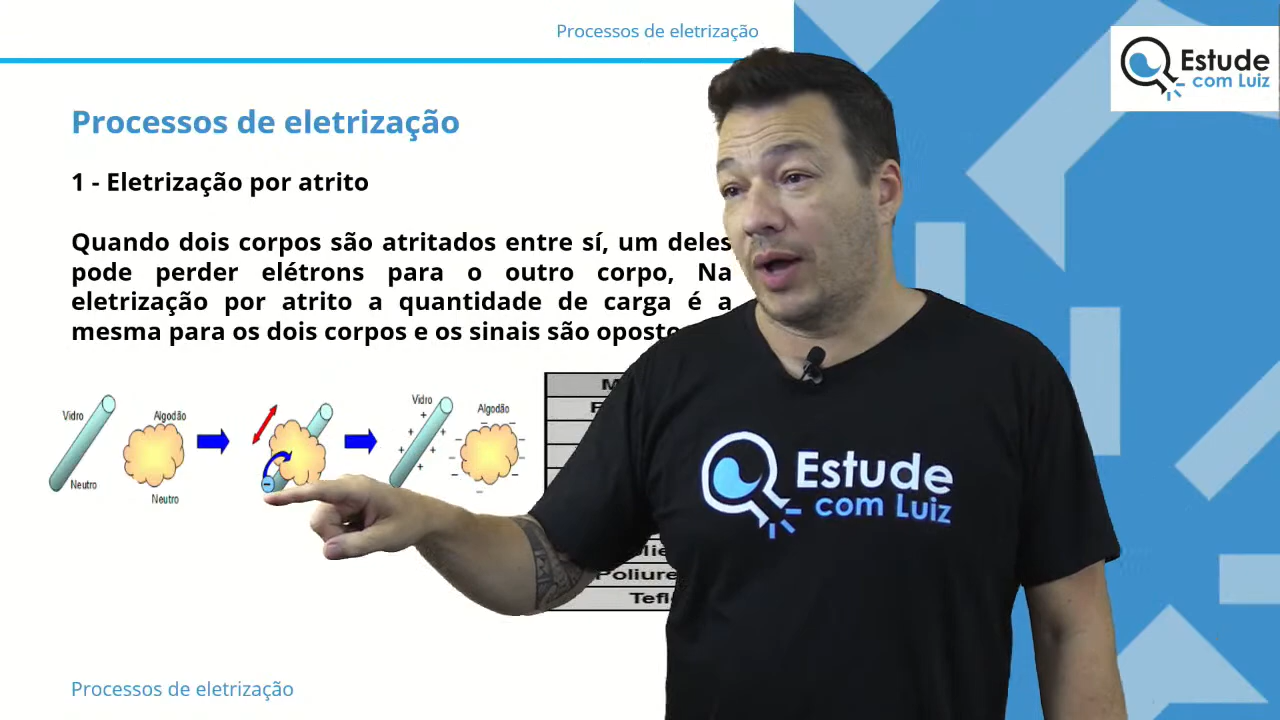 Processos de eletrização
Estude
com Luiz
Processos de eletrização
1 - Eletrização por atrito
Quando dois corpos são atritados entre sí, um deles
pode perder elétrons para o outro corpo, Na
eletrização por atrito a quantidade de carga é a
mesma para os dois corpos e os sinais são
Vidro
Algodão
Neutro
Neutro
Vidro
Algodão
Estude
com Luiz
Processos de eletrização